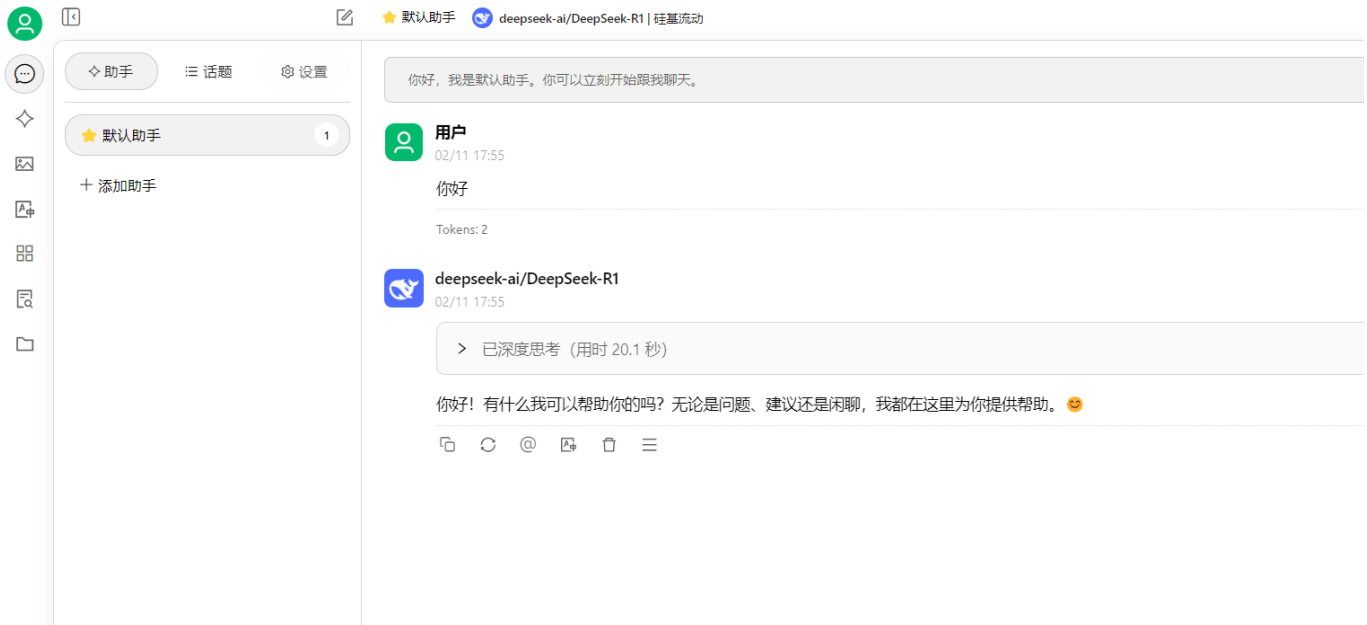 默认助手
deepseek-ai/DeepSeek-R1 | 硅基流动
助手
话题
设置
默认助手
1
添加助手
你好，我是默认助手。你可以立刻开始跟我聊天。
用户
02/11 17:55
你好
Tokens: 2
deepseek-ai/DeepSeek-R1
02/11 17:55
已深度思考（用时 20.1 秒）
你好！有什么我可以帮助你的吗？无论是问题、建议还是闲聊，我都在这里为你提供帮助。😊